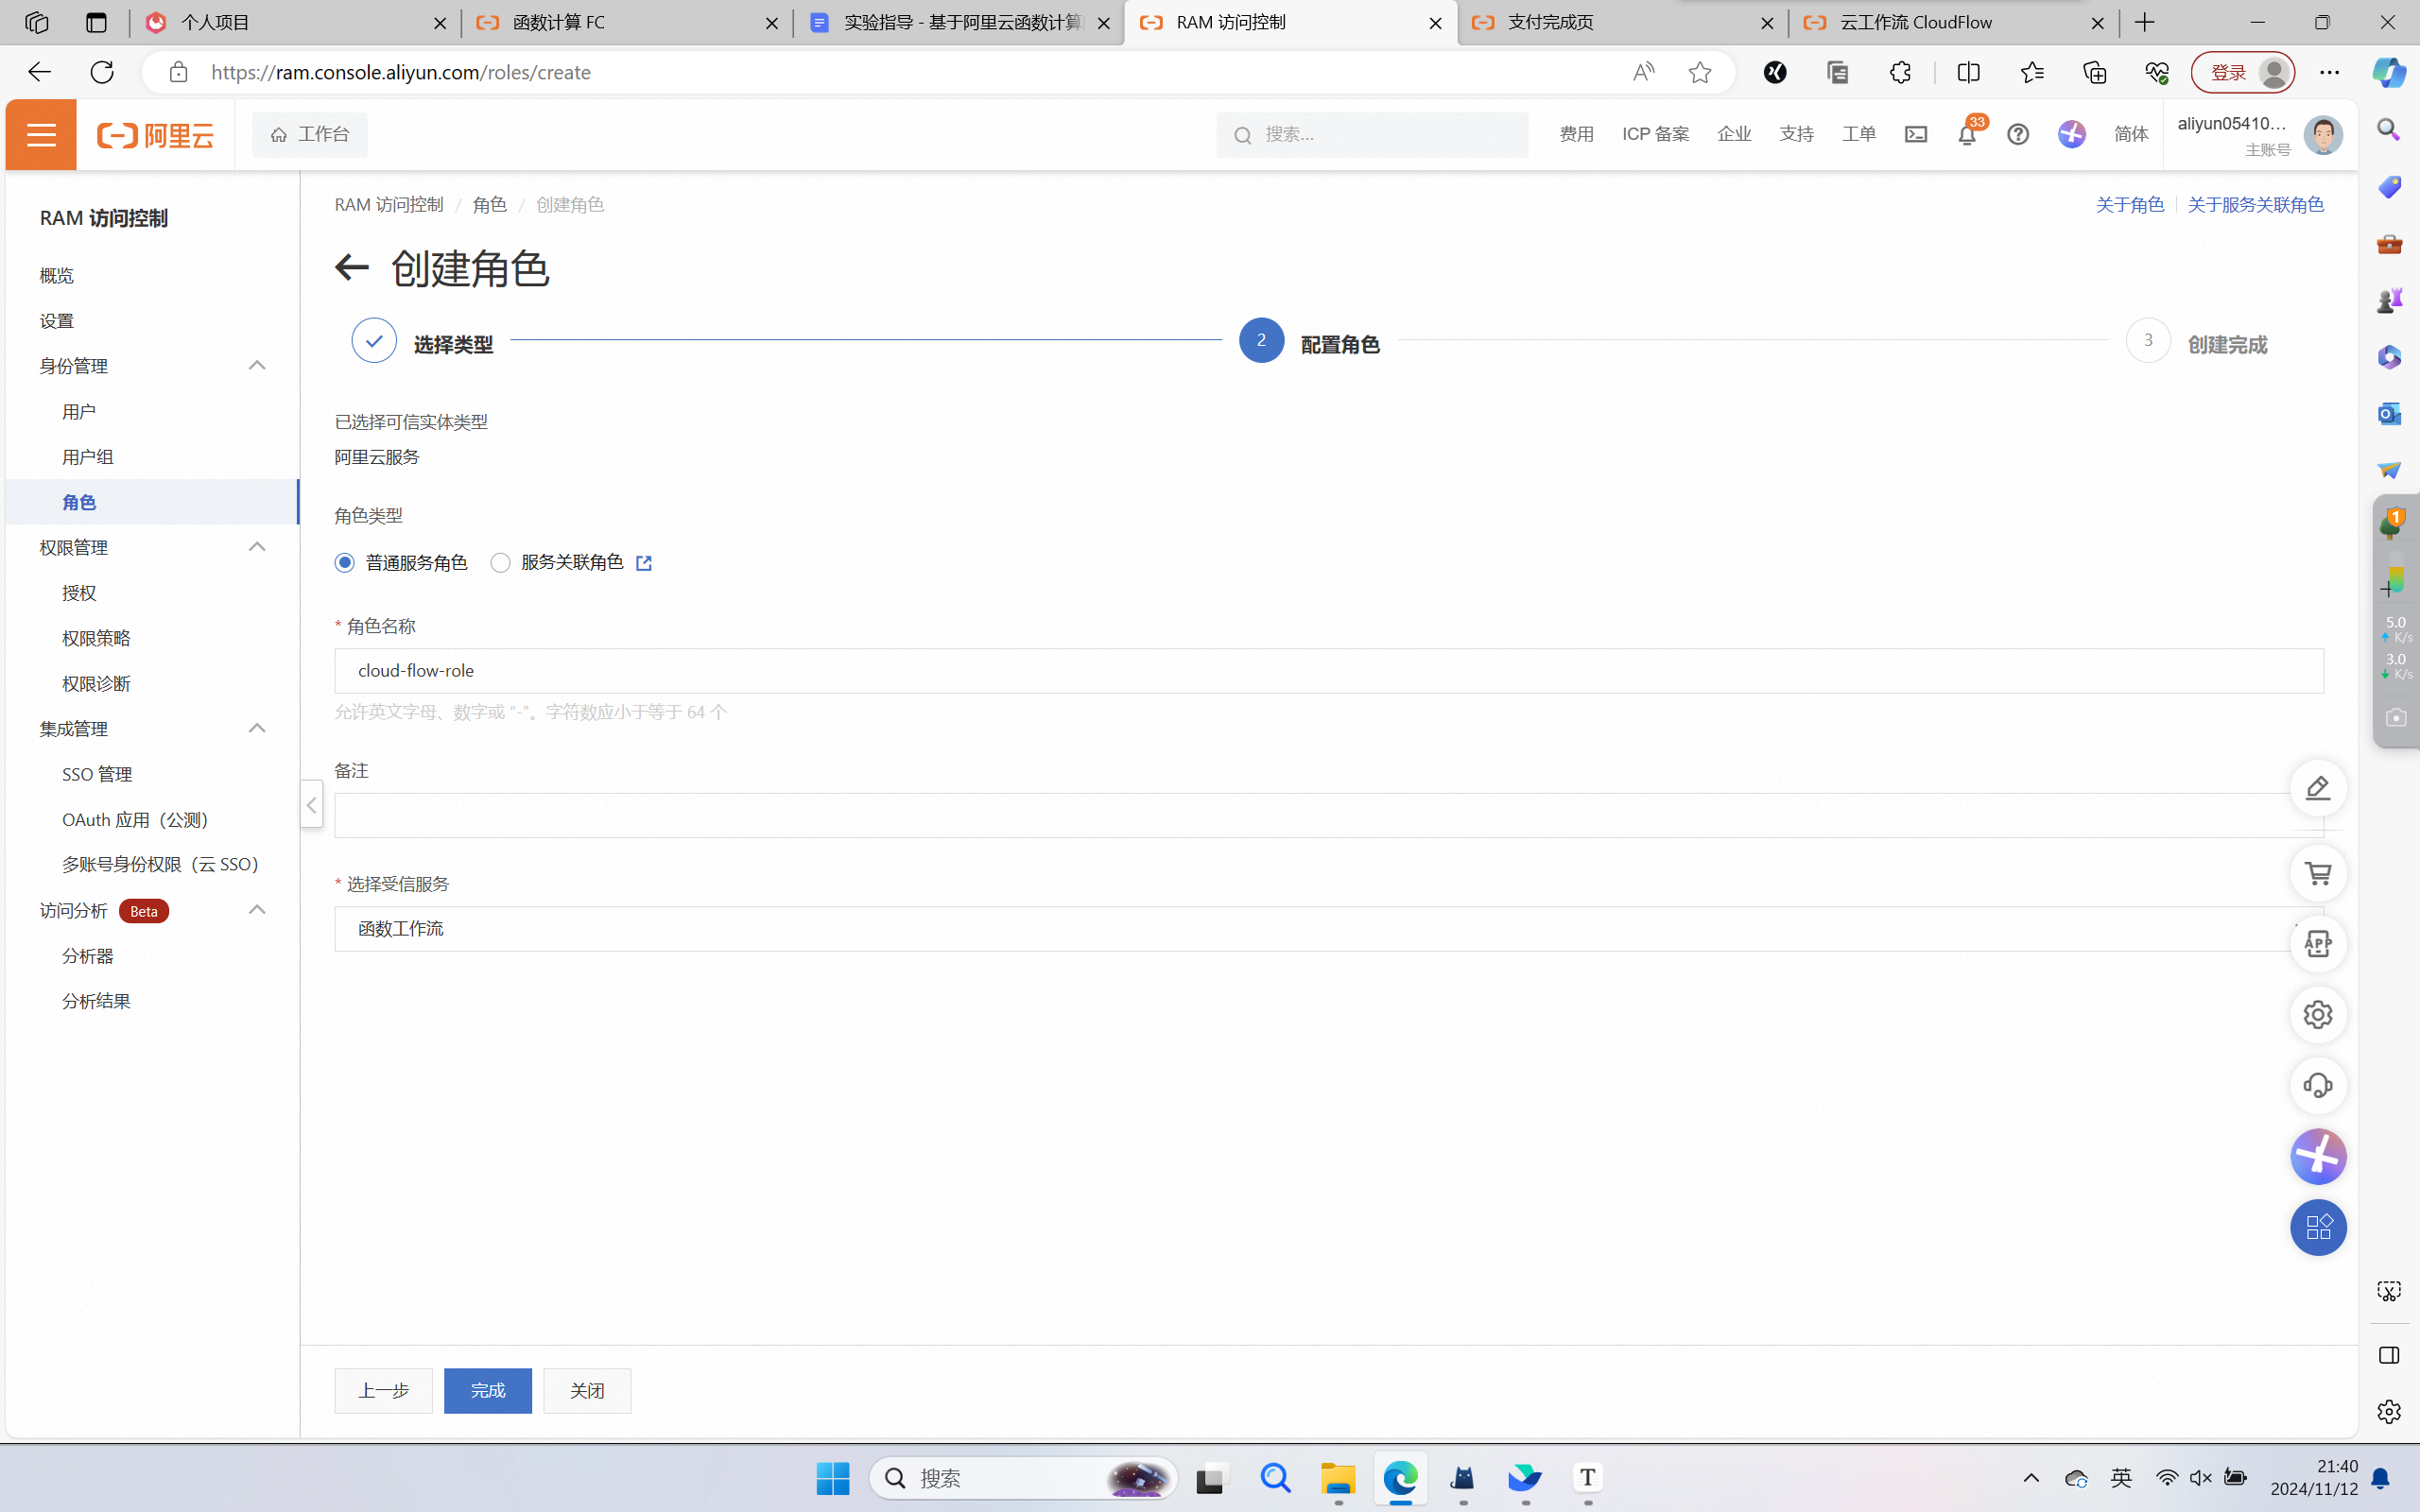 个人项目
函数计算 FC
实验指导 - 基于阿里云函数计算
RAM 访问控制
支付完成页
云工作流 CloudFlow
https://ram.console.aliyun.com/roles/create
登录
阿里云
工作台
搜索...
费用
ICP 备案
企业
支持
工单
33
简体
aliyun05410...
主账号
RAM 访问控制
概览
设置
身份管理
用户
用户组
角色
权限管理
授权
权限策略
权限诊断
集成管理
SSO 管理
OAuth 应用（公测）
多账号身份权限（云 SSO）
访问分析 Beta
分析器
分析结果
RAM 访问控制 / 角色 / 创建角色
关于角色
关于服务关联角色
创建角色
选择类型
2 配置角色
3 创建完成
已选择可信实体类型
阿里云服务
角色类型
普通服务角色
服务关联角色
* 角色名称
cloud-flow-role
允许英文字母、数字或 "-"。字符数应小于等于 64 个
备注
* 选择受信服务
函数工作流
APP
上一步
完成
关闭
1
5.0
K/s
3.0
K/s
搜索
T
英
21:40
2024/11/12